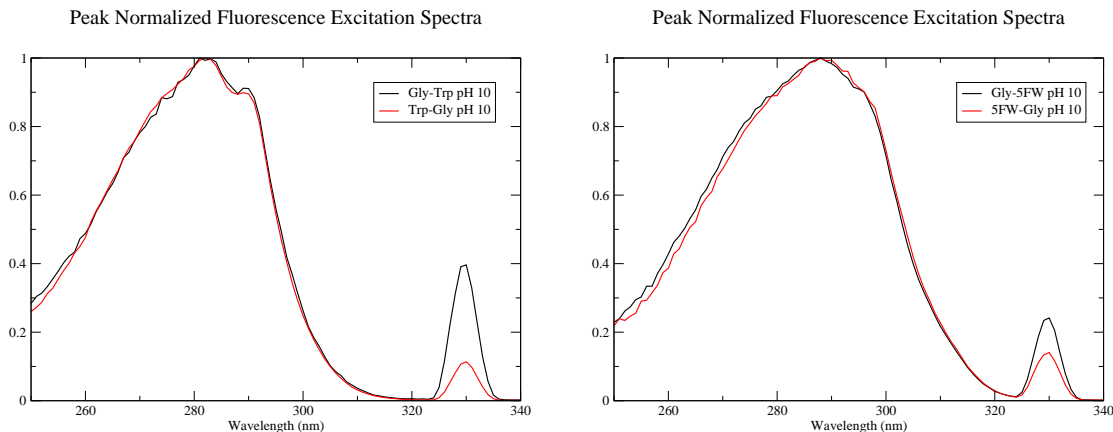 Peak Normalized Fluorescence Excitation Spectra
1
0.8
0.6
0.4
0.2
0
260
280
300
320
340
Wavelength (nm)
Gly-Trp pH 10
Trp-Gly pH 10
Peak Normalized Fluorescence Excitation Spectra
1
0.8
0.6
0.4
0.2
0
260
280
300
320
340
Wavelength (nm)
Gly-5FW pH 10
5FW-Gly pH 10